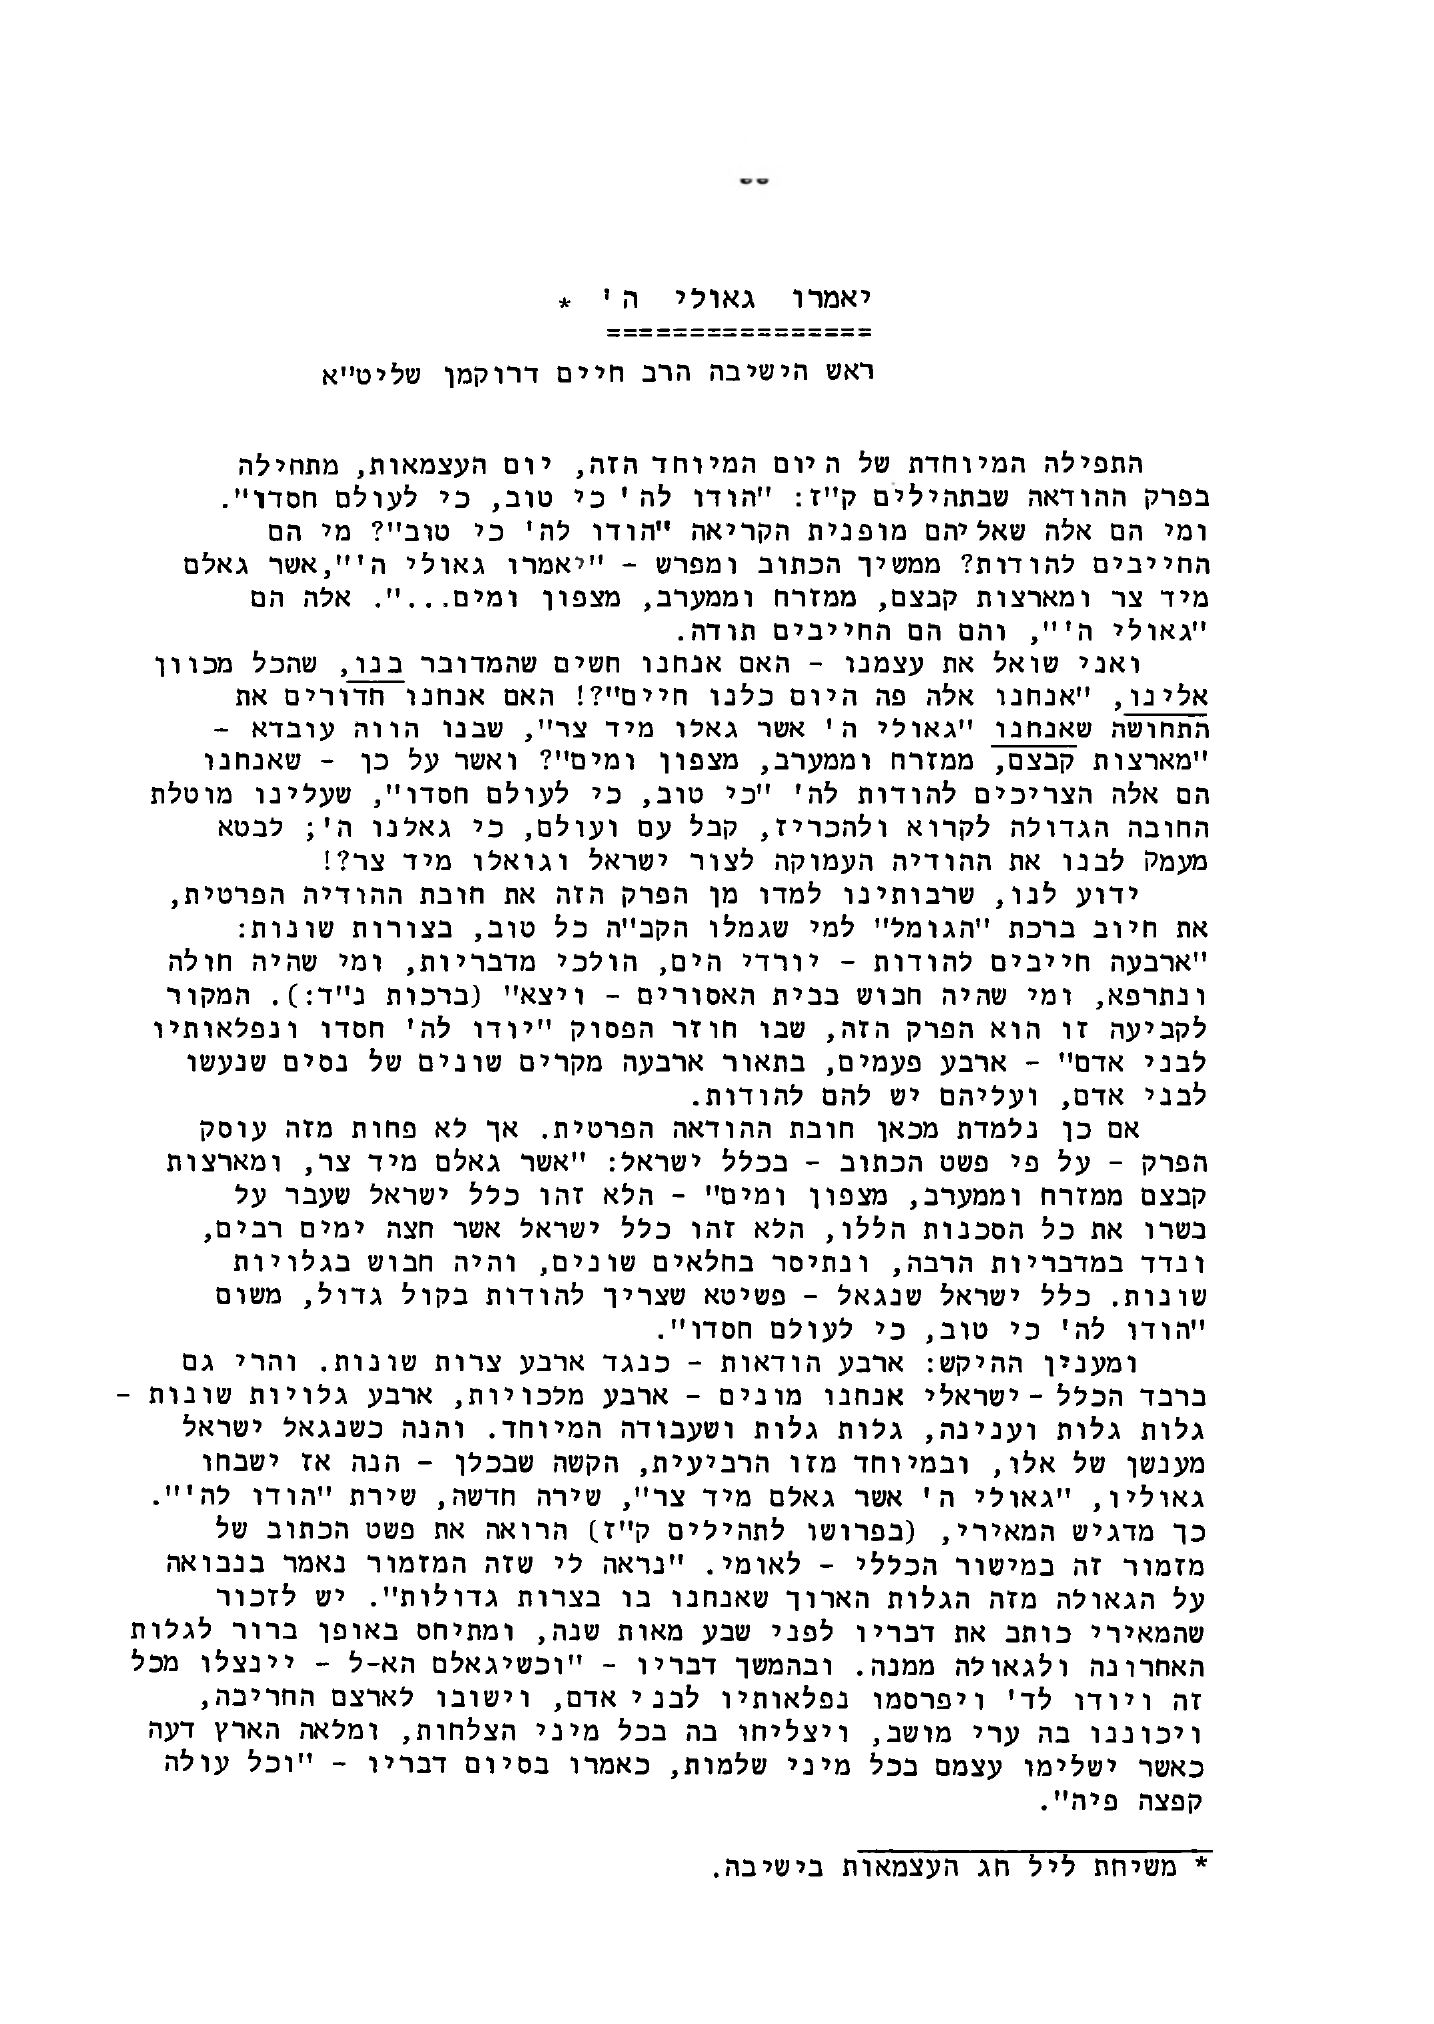 יאמרו גאולי ה' *
================
ראש הישיבה הרב חיים דרוקמן שליט"א
התפילה המיוחדת של היום המיוחד הזה, יום העצמאות, מתחילה
בפרק ההודאה שבתהילים ק"ז: "הודו לה' כי טוב, כי לעולם חסדו".
ומי הם אלה שאליהם מופנית הקריאה "הודו לה' כי טוב"? מי הם
החייבים להודות? ממשיך הכתוב ומפרש - "יאמרו גאולי ה'",אשר גאלם
מיד צר ומארצות קבצם, ממזרח וממערב, מצפון ומים...". אלה הם
"גאולי ה'", והם הם החייבים תודה.
ואני שואל את עצמנו - האם אנחנו חשים שהמדובר בנו, שהכל מכוון
אלינו, "אנחנו אלה פה היום כלנו חיים"?! האם אנחנו חדורים את
התחושה שאנחנו "גאולי ה' אשר גאלו מיד צר", שבנו הווה עובדא -
"מארצות קבצם, ממזרח וממערב, מצפון ומים"? ואשר על כן - שאנחנו
הם אלה הצריכים להודות לה' "כי טוב, כי לעולם חסדו", שעלינו מוטלת
החובה הגדולה לקרוא ולהכריז, קבל עם ועולם, כי גאלנו ה'; לבטא
מעמק לבנו את ההודיה העמוקה לצור ישראל וגואלו מיד צר?!
ידוע לנו, שרבותינו למדו מן הפרק הזה את חובת ההודיה הפרטית,
את חיוב ברכת "הגומל" למי שגמלו הקב"ה כל טוב, בצורות שונות:
"ארבעה חייבים להודות - יורדי הים, הולכי מדבריות, ומי שהיה חולה
ונתרפא, ומי שהיה חבוש בבית האסורים - ויצא" (ברכות נ"ד:). המקור
לקביעה זו הוא הפרק הזה, שבו חוזר הפסוק "יודו לה' חסדו ונפלאותיו
לבני אדם" - ארבע פעמים, בתאור ארבעה מקרים שונים של נסים שנעשו
לבני אדם, ועליהם יש להם להודות.
אם כן נלמדת מכאן חובת ההודאה הפרטית. אך לא פחות מזה עוסק
הפרק - על פי פשט הכתוב - בכלל ישראל: "אשר גאלם מיד צר, ומארצות
קבצם ממזרח וממערב, מצפון ומים" - הלא זהו כלל ישראל שעבר על
בשרו את כל הסכנות הללו, הלא זהו כלל ישראל אשר חצה ימים רבים,
ונדד במדבריות הרבה, ונתיסר בחלאים שונים, והיה חבוש בגלויות
שונות. כלל ישראל שנגאל - פשיטא שצריך להודות בקול גדול, משום
"הודו לה' כי טוב, כי לעולם חסדו".
ומענין ההיקש: ארבע הודאות - כנגד ארבע צרות שונות. והרי גם
ברבד הכלל-ישראלי אנחנו מונים - ארבע מלכויות, ארבע גלויות שונות -
גלות גלות וענינה, גלות גלות ושעבודה המיוחד. והנה כשנגאל ישראל
מענשן של אלו, ובמיוחד מזו הרביעית, הקשה שבכלן - הנה אז ישבחו
גאוליו, "גאולי ה' אשר גאלם מיד צר", שירה חדשה, שירת "הודו לה'".
כך מדגיש המאירי, (בפרושו לתהילים ק"ז) הרואה את פשט הכתוב של
מזמור זה במישור הכללי - לאומי. "נראה לי שזה המזמור נאמר בנבואה
על הגאולה מזה הגלות הארוך שאנחנו בו בצרות גדולות". יש לזכור
שהמאירי כותב את דבריו לפני שבע מאות שנה, ומתיחס באופן ברור לגלות
האחרונה ולגאולה ממנה. ובהמשך דבריו - "וכשיגאלם הא-ל - יינצלו מכל
זה ויודו לד' ויפרסמו נפלאותיו לבני אדם, וישובו לארצם החריבה,
ויכוננו בה ערי מושב, ויצליחו בה בכל מיני הצלחות, ומלאה הארץ דעה
כאשר ישלימו עצמם בכל מיני שלמות, כאמרו בסיום דבריו - "וכל עולה
קפצה פיה".
* משיחת ליל חג העצמאות בישיבה.